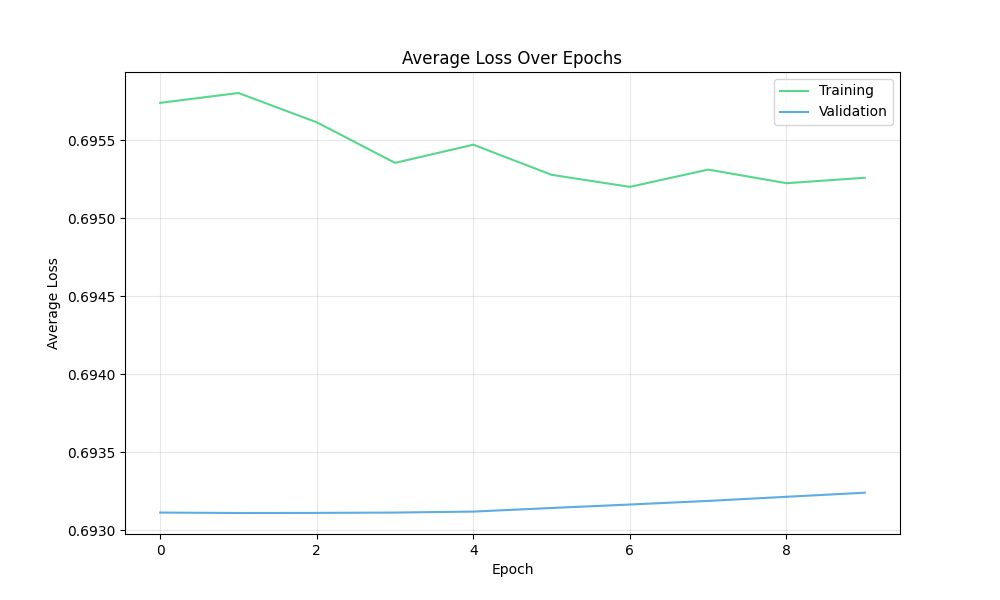 Average Loss Over Epochs
Training
Validation
0.6955
0.6950
0.6945
0.6940
0.6935
0.6930
Average Loss
0
2
4
6
8
Epoch